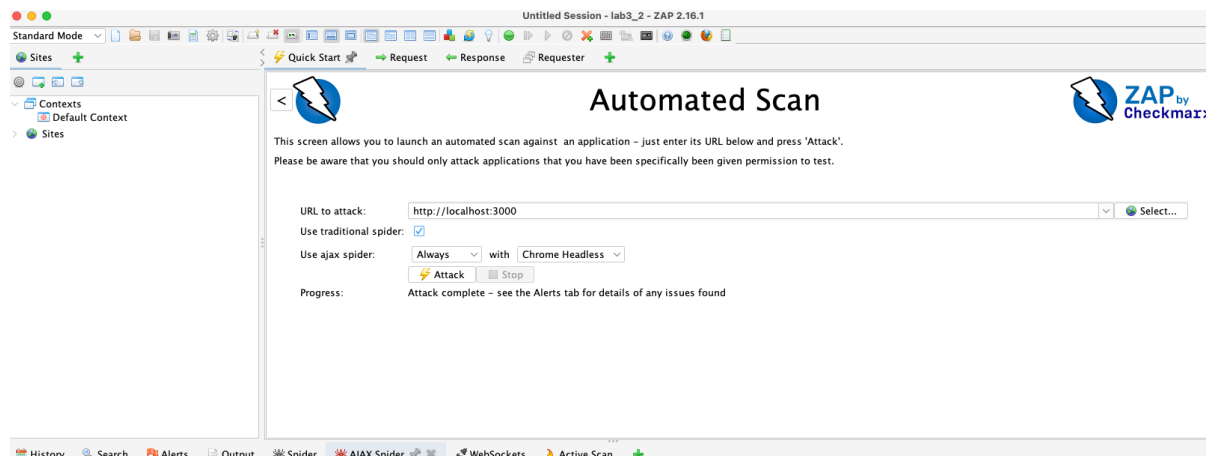 Untitled Session - lab3_2 - ZAP 2.16.1
Standard Mode
Sites
Quick Start
Request
Response
Requester
Contexts
Default Context
Sites
<
Automated Scan
ZAP by
Checkmarx
This screen allows you to launch an automated scan against an application – just enter its URL below and press 'Attack'.
Please be aware that you should only attack applications that you have been specifically been given permission to test.
URL to attack:
http://localhost:3000
Select...
Use traditional spider:
Use ajax spider:
Always
with
Chrome Headless
Attack
Stop
Progress:
Attack complete – see the Alerts tab for details of any issues found
History
Search
Alerts
Output
Spider
AJAX Spider
WebSockets
Active Scan